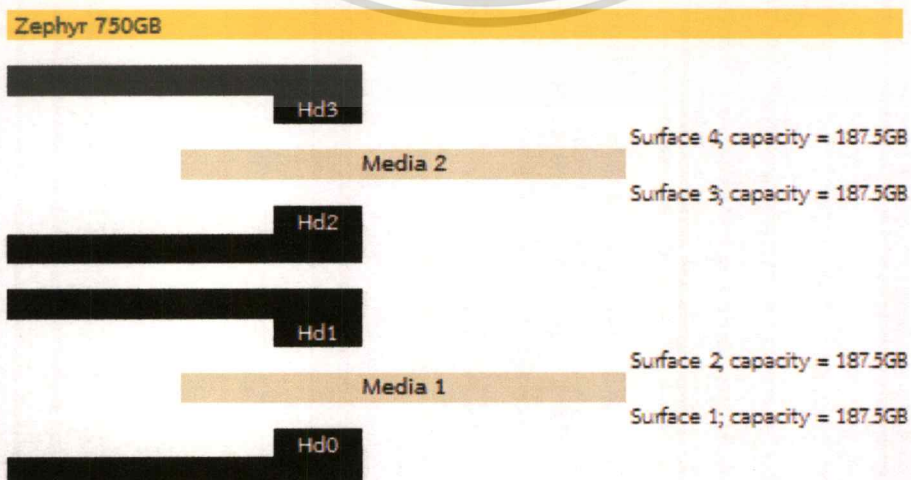 Zephyr 750GB
Hd3
Surface 4; capacity = 187.5GB
Media 2
Surface 3; capacity = 187.5GB
Hd2
Hd1
Surface 2; capacity = 187.5GB
Media 1
Surface 1; capacity = 187.5GB
Hd0